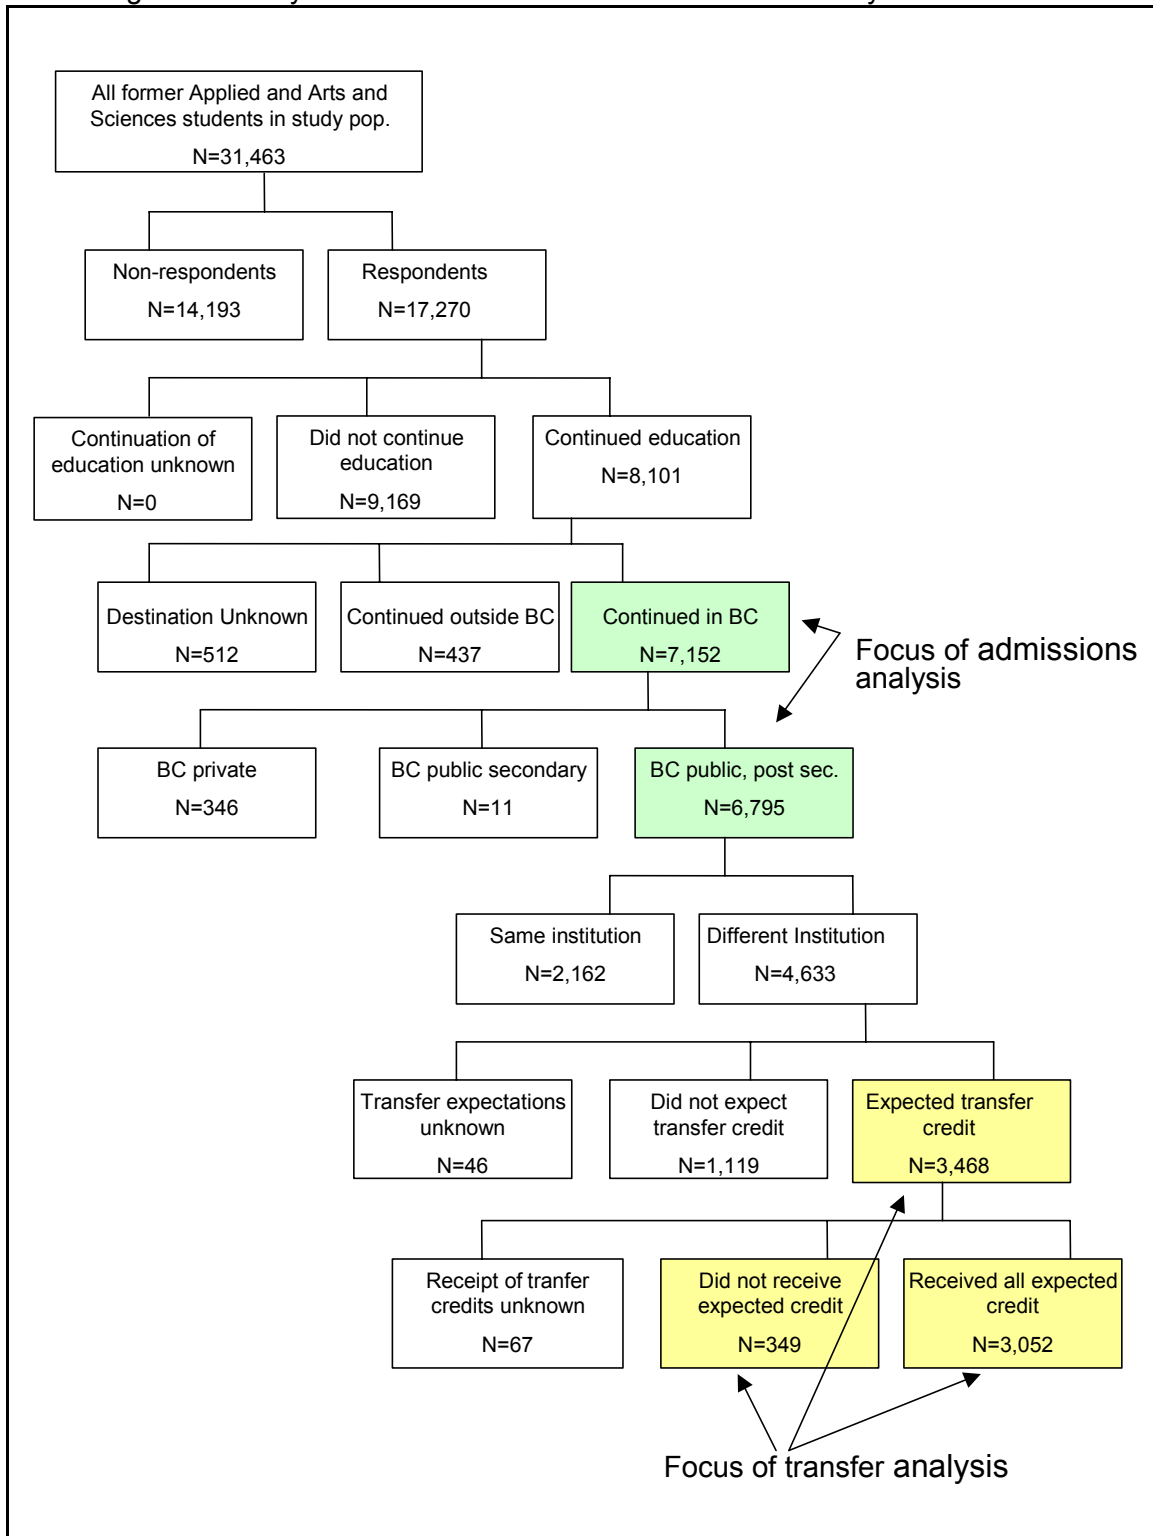 All former Applied and Arts and
Sciences students in study pop.
N=31,463
Non-respondents
N=14,193
Respondents
N=17,270
Continuation of
education unknown
N=0
Did not continue
education
N=9,169
Continued education
N=8,101
Destination Unknown
N=512
Continued outside BC
N=437
Continued in BC
N=7,152
Focus of admissions
analysis
BC private
N=346
BC public secondary
N=11
BC public, post sec.
N=6,795
Same institution
N=2,162
Different Institution
N=4,633
Transfer expectations
unknown
N=46
Did not expect
transfer credit
N=1,119
Expected transfer
credit
N=3,468
Receipt of tranfer
credits unknown
N=67
Did not receive
expected credit
N=349
Received all expected
credit
N=3,052
Focus of transfer analysis